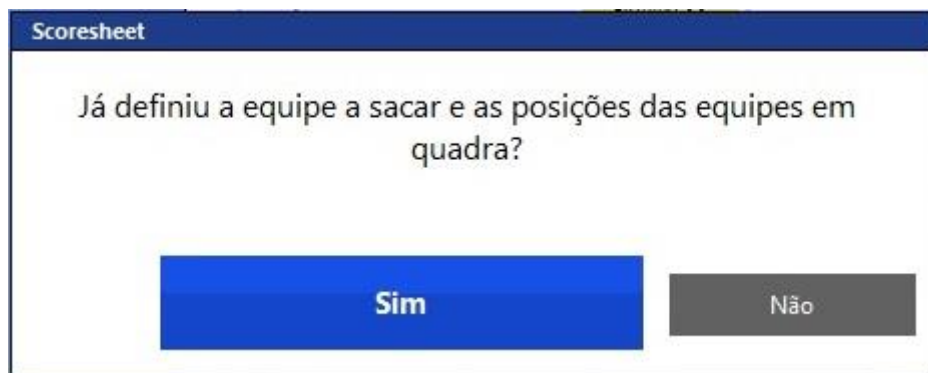 Scoresheet
Já definiu a equipe a sacar e as posições das equipes em
quadra?
Sim
Não